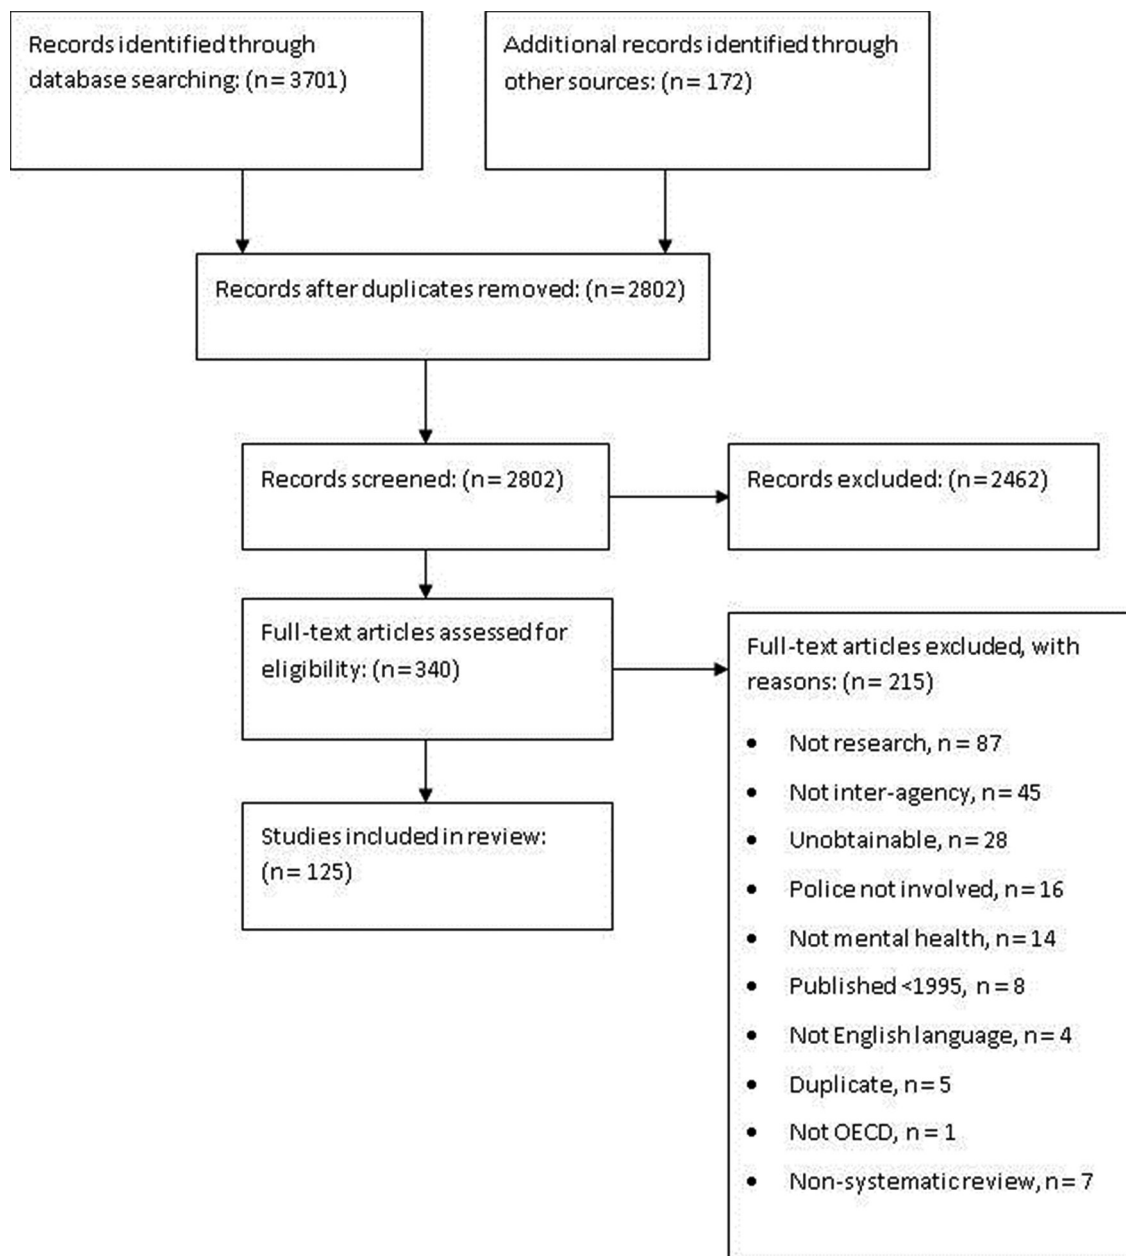 Records identified through
database searching: (n= 3701)
Additional records identified through
other sources: (n= 172)
Records after duplicates removed: (n=2802)
Records screened: (n= 2802)
Records excluded: (n=2462)
Full-text articles assessed for
eligibility: (n=340)
Full-text articles excluded, with
reasons: (n= 215)
• Not research, n= 87
• Not inter-agency, n= 45
• Unobtainable, n= 28
• Police not involved, n= 16
• Not mental health, n= 14
• Published <1995, n= 8
• Not English language, n= 4
• Duplicate, n= 5
• Not OECD, n= 1
• Non-systematic review, n= 7
Studies included in review:
(n= 125)